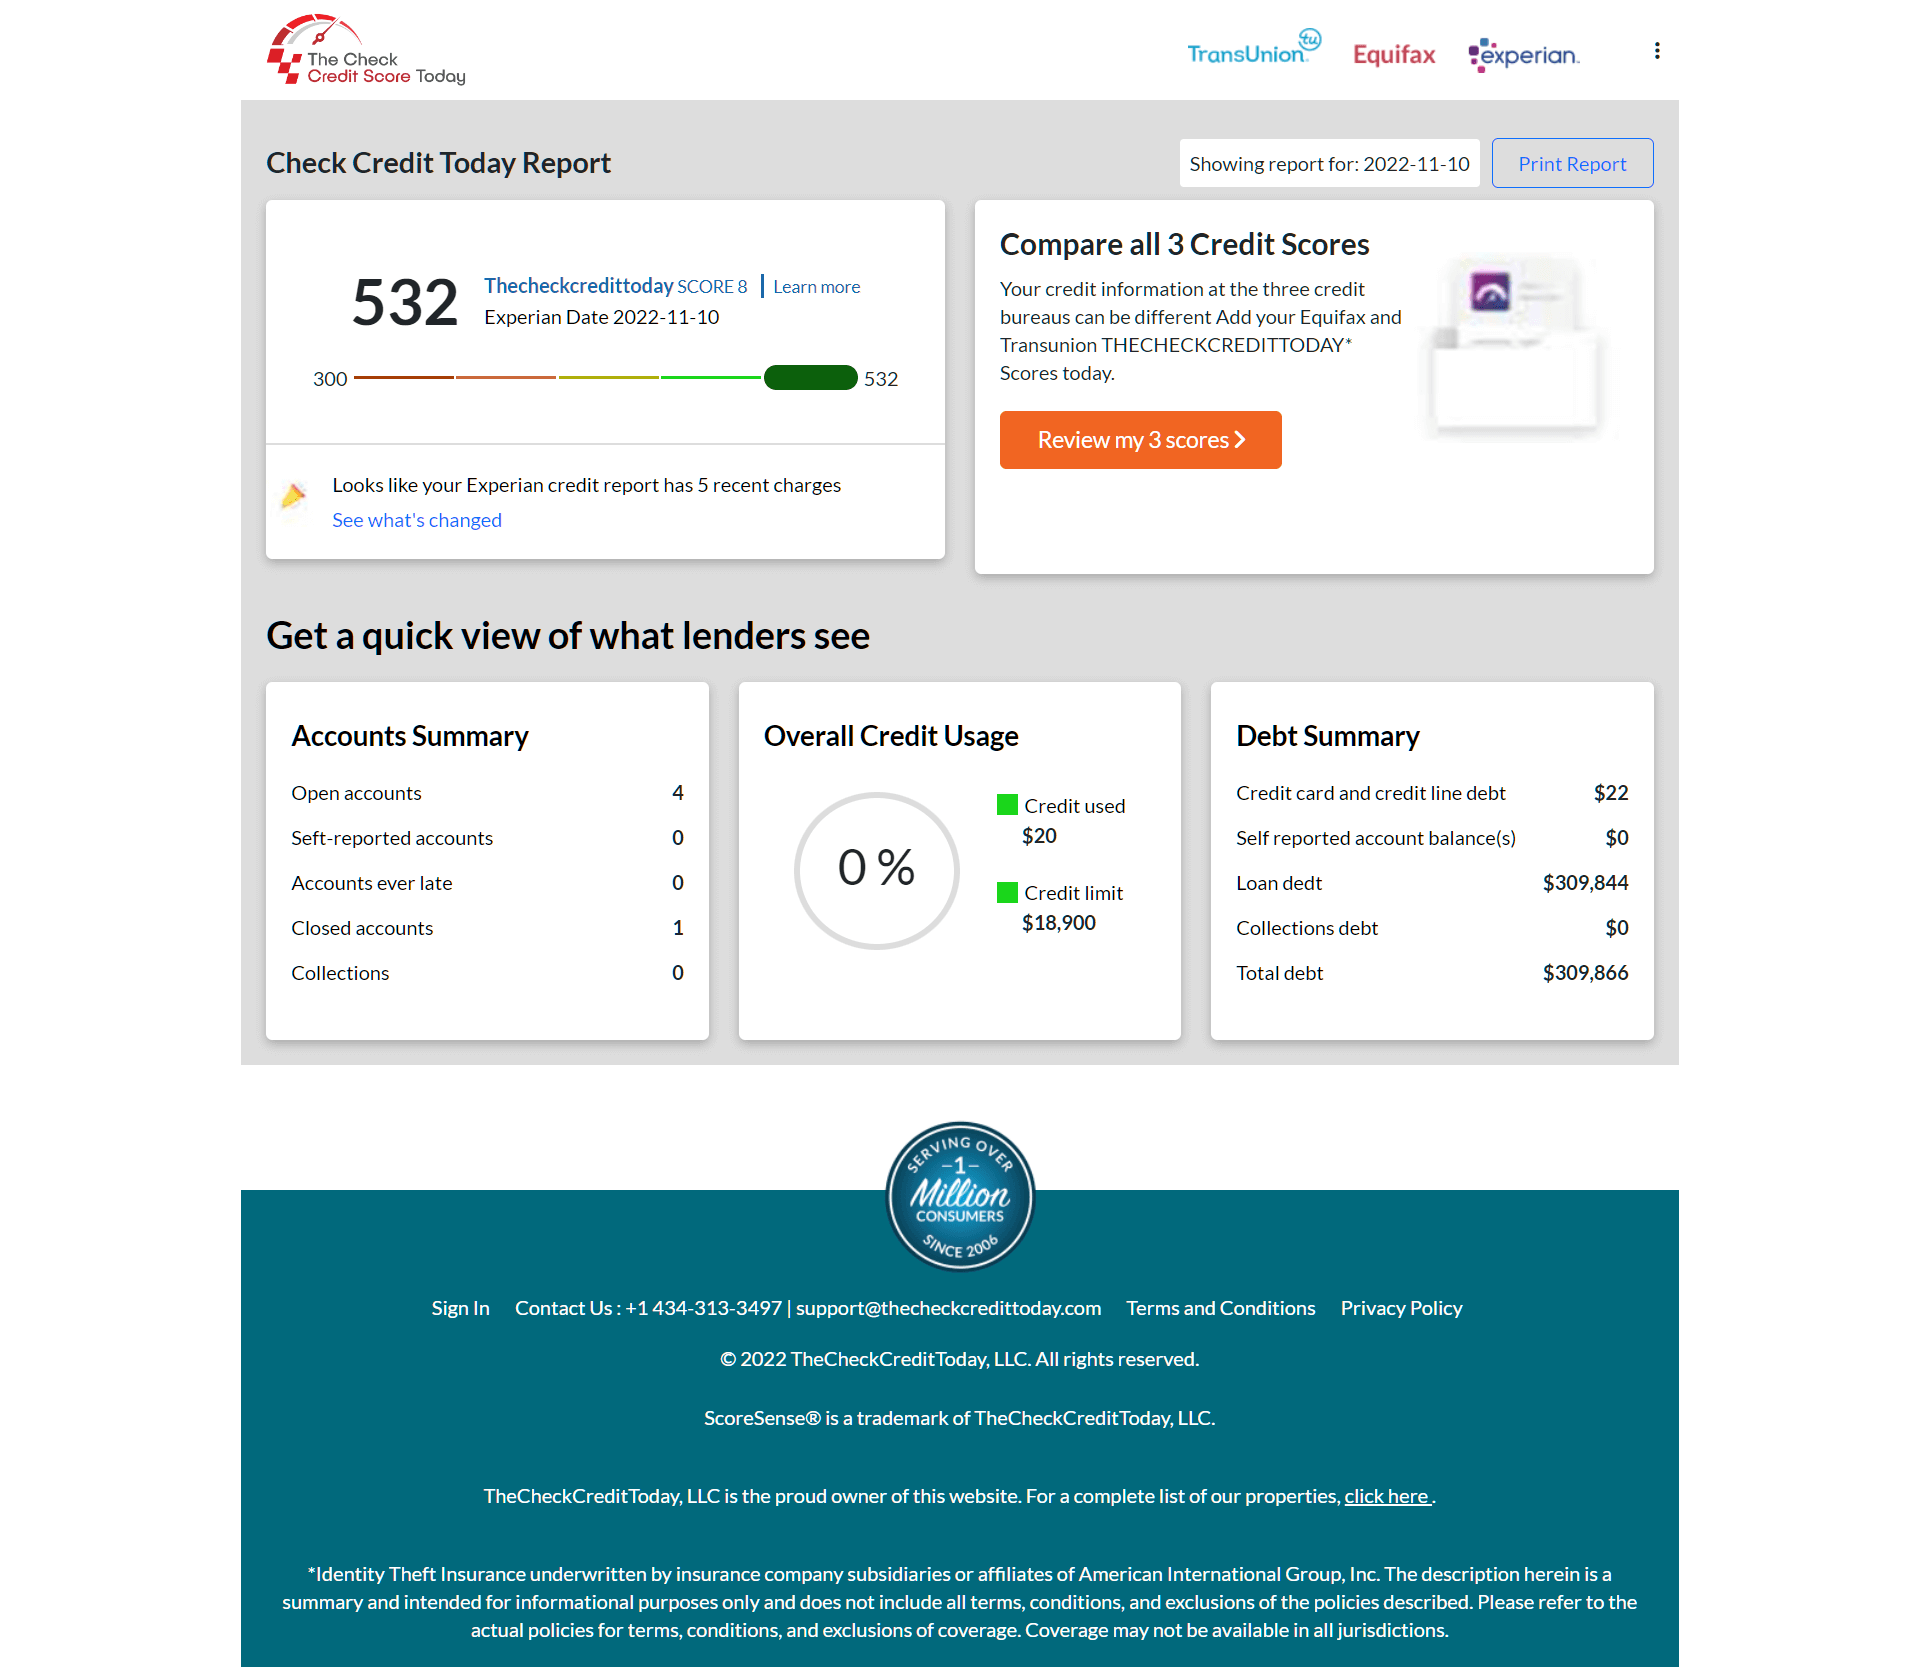 The Check
Credit Score Today
TransUnion tu
Equifax
experian.
Check Credit Today Report
Showing report for: 2022-11-10
Print Report
532
Thecheckcredittoday SCORE 8 | Learn more
Experian Date 2022-11-10
300
532
Looks like your Experian credit report has 5 recent charges
See what's changed
Compare all 3 Credit Scores
Your credit information at the three credit
bureaus can be different Add your Equifax and
Transunion THECHECKCREDITTODAY*
Scores today.
Review my 3 scores
Get a quick view of what lenders see
Accounts Summary
Open accounts 4
Seft-reported accounts 0
Accounts ever late 0
Closed accounts 1
Collections 0
Overall Credit Usage
0 %
Credit used
$20
Credit limit
$18,900
Debt Summary
Credit card and credit line debt $22
Self reported account balance(s) $0
Loan dedt $309,844
Collections debt $0
Total debt $309,866
SERVING OVER
-1-
Million
CONSUMERS
SINCE 2006
Sign In Contact Us : +1 434-313-3497 | support@thecheckcredittoday.com Terms and Conditions Privacy Policy
© 2022 TheCheckCreditToday, LLC. All rights reserved.
ScoreSense® is a trademark of TheCheckCreditToday, LLC.
TheCheckCreditToday, LLC is the proud owner of this website. For a complete list of our properties, click here .
*Identity Theft Insurance underwritten by insurance company subsidiaries or affiliates of American International Group, Inc. The description herein is a
summary and intended for informational purposes only and does not include all terms, conditions, and exclusions of the policies described. Please refer to the
actual policies for terms, conditions, and exclusions of coverage. Coverage may not be available in all jurisdictions.